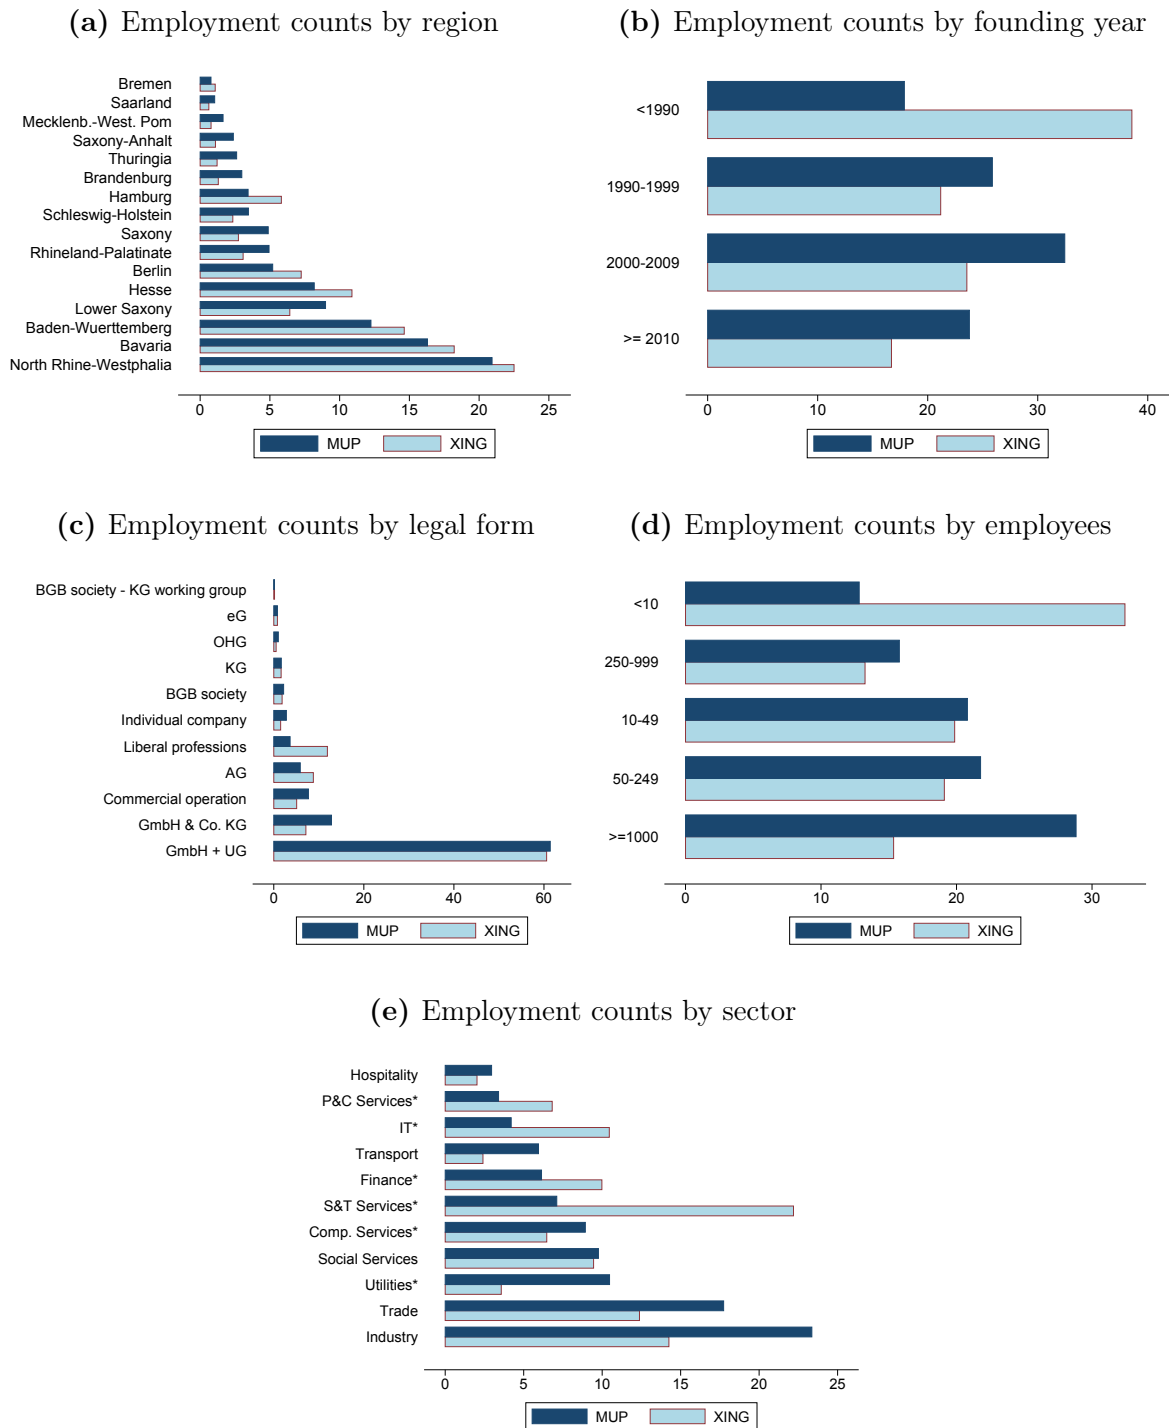 (a) Employment counts by region
Bremen
Saarland
Mecklenb.-West. Pom
Saxony-Anhalt
Thuringia
Brandenburg
Hamburg
Schleswig-Holstein
Saxony
Rhineland-Palatinate
Berlin
Hesse
Lower Saxony
Baden-Wuerttemberg
Bavaria
North Rhine-Westphalia
0 5 10 15 20 25
MUP XING
(b) Employment counts by founding year
<1990
1990-1999
2000-2009
>= 2010
0 10 20 30 40
MUP XING
(c) Employment counts by legal form
BGB society - KG working group
eG
OHG
KG
BGB society
Individual company
Liberal professions
AG
Commercial operation
GmbH & Co. KG
GmbH + UG
0 20 40 60
MUP XING
(d) Employment counts by employees
<10
250-999
10-49
50-249
>=1000
0 10 20 30
MUP XING
(e) Employment counts by sector
Hospitality
P&C Services*
IT*
Transport
Finance*
S&T Services*
Comp. Services*
Social Services
Utilities*
Trade
Industry
0 5 10 15 20 25
MUP XING